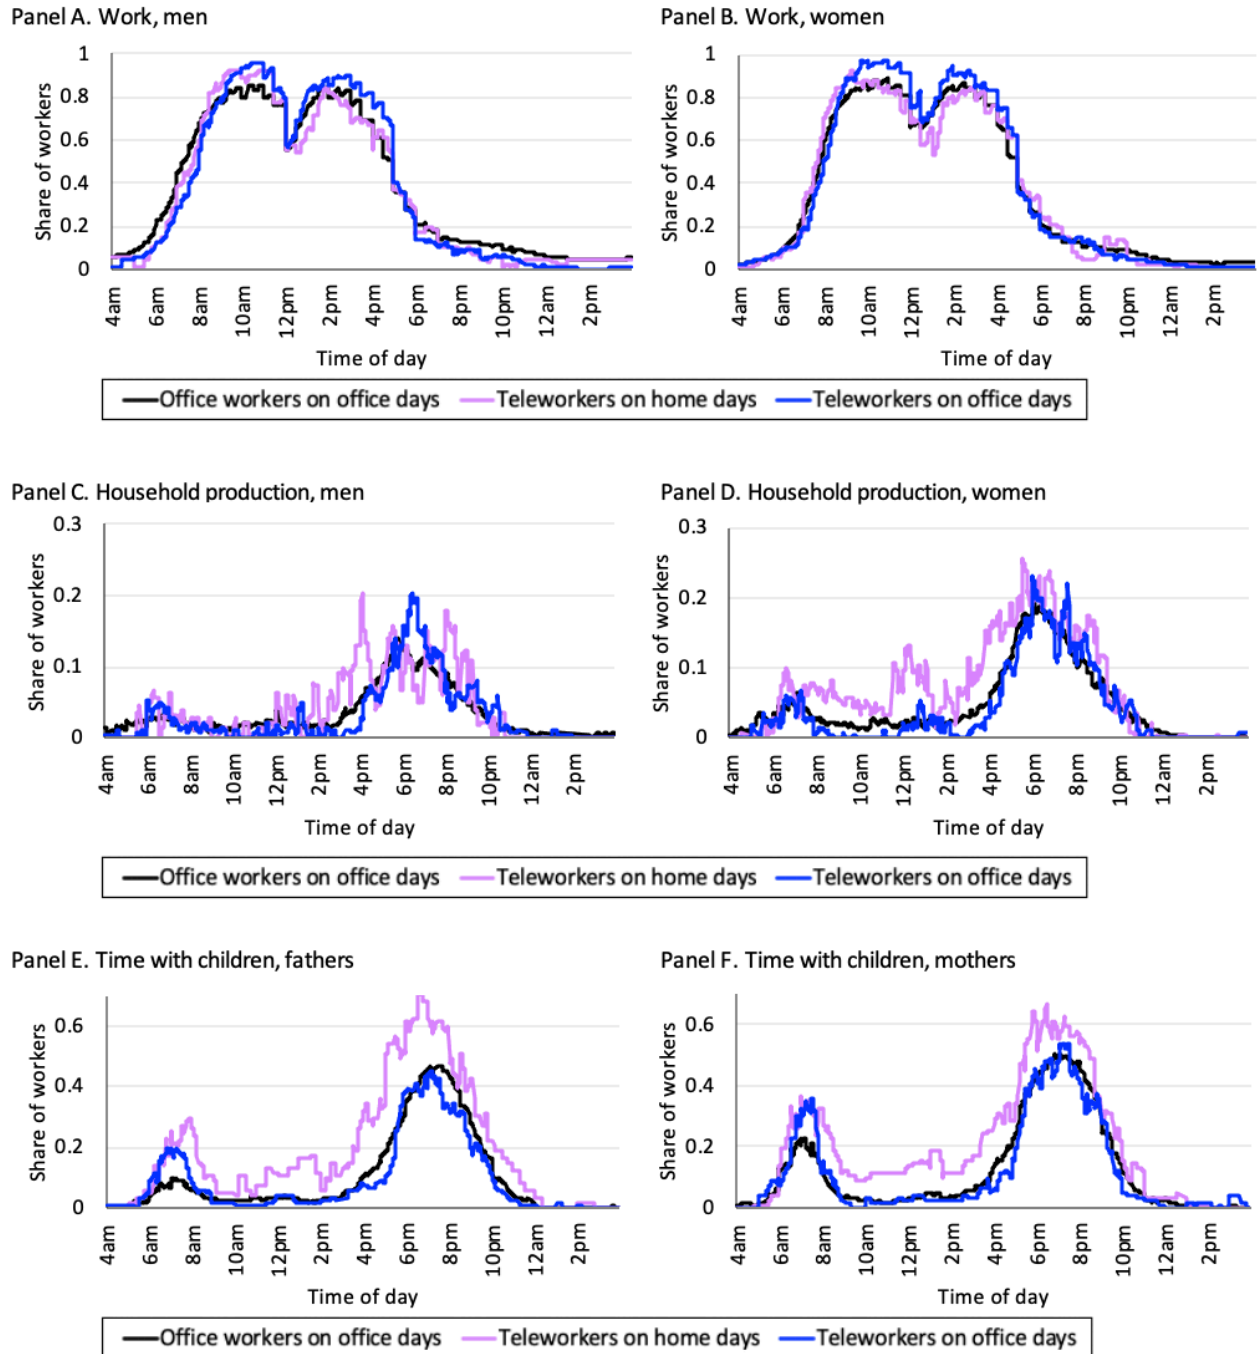 Panel A. Work, men
Panel B. Work, women
1
0.8
0.6
0.4
0.2
0
Share of workers
4am
6am
8am
10am
12pm
2pm
4pm
6pm
8pm
10pm
12am
2pm
Time of day
1
0.8
0.6
0.4
0.2
0
Share of workers
4am
6am
8am
10am
12pm
2pm
4pm
6pm
8pm
10pm
12am
2pm
Time of day
Office workers on office days Teleworkers on home days Teleworkers on office days
Panel C. Household production, men
Panel D. Household production, women
0.3
0.2
0.1
0
Share of workers
4am
6am
8am
10am
12pm
2pm
4pm
6pm
8pm
10pm
12am
2pm
Time of day
0.3
0.2
0.1
0
Share of workers
4am
6am
8am
10am
12pm
2pm
4pm
6pm
8pm
10pm
12am
2pm
Time of day
Office workers on office days Teleworkers on home days Teleworkers on office days
Panel E. Time with children, fathers
Panel F. Time with children, mothers
0.6
0.4
0.2
0
Share of workers
4am
6am
8am
10am
12pm
2pm
4pm
6pm
8pm
10pm
12am
2pm
Time of day
0.6
0.4
0.2
0
Share of workers
4am
6am
8am
10am
12pm
2pm
4pm
6pm
8pm
10pm
12am
2pm
Time of day
Office workers on office days Teleworkers on home days Teleworkers on office days